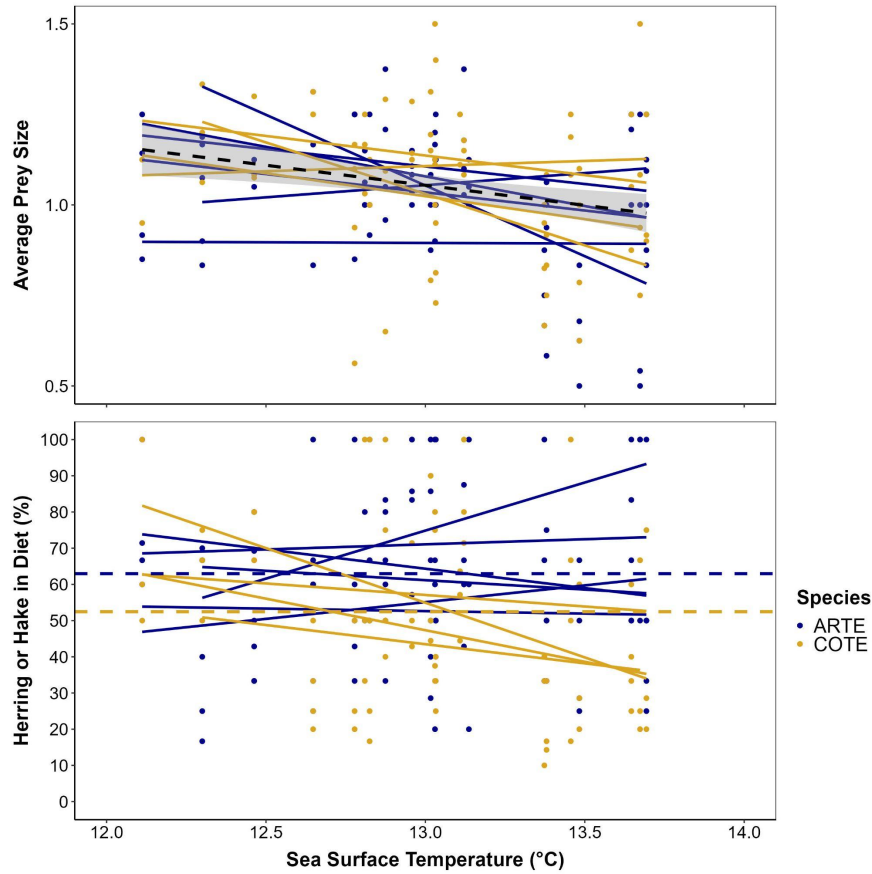 1.5
1.0
0.5
Average Prey Size
100
90
80
70
60
50
40
30
20
10
0
Herring or Hake in Diet (%)
12.0 12.5 13.0 13.5 14.0
Sea Surface Temperature (°C)
Species
ARTE
COTE